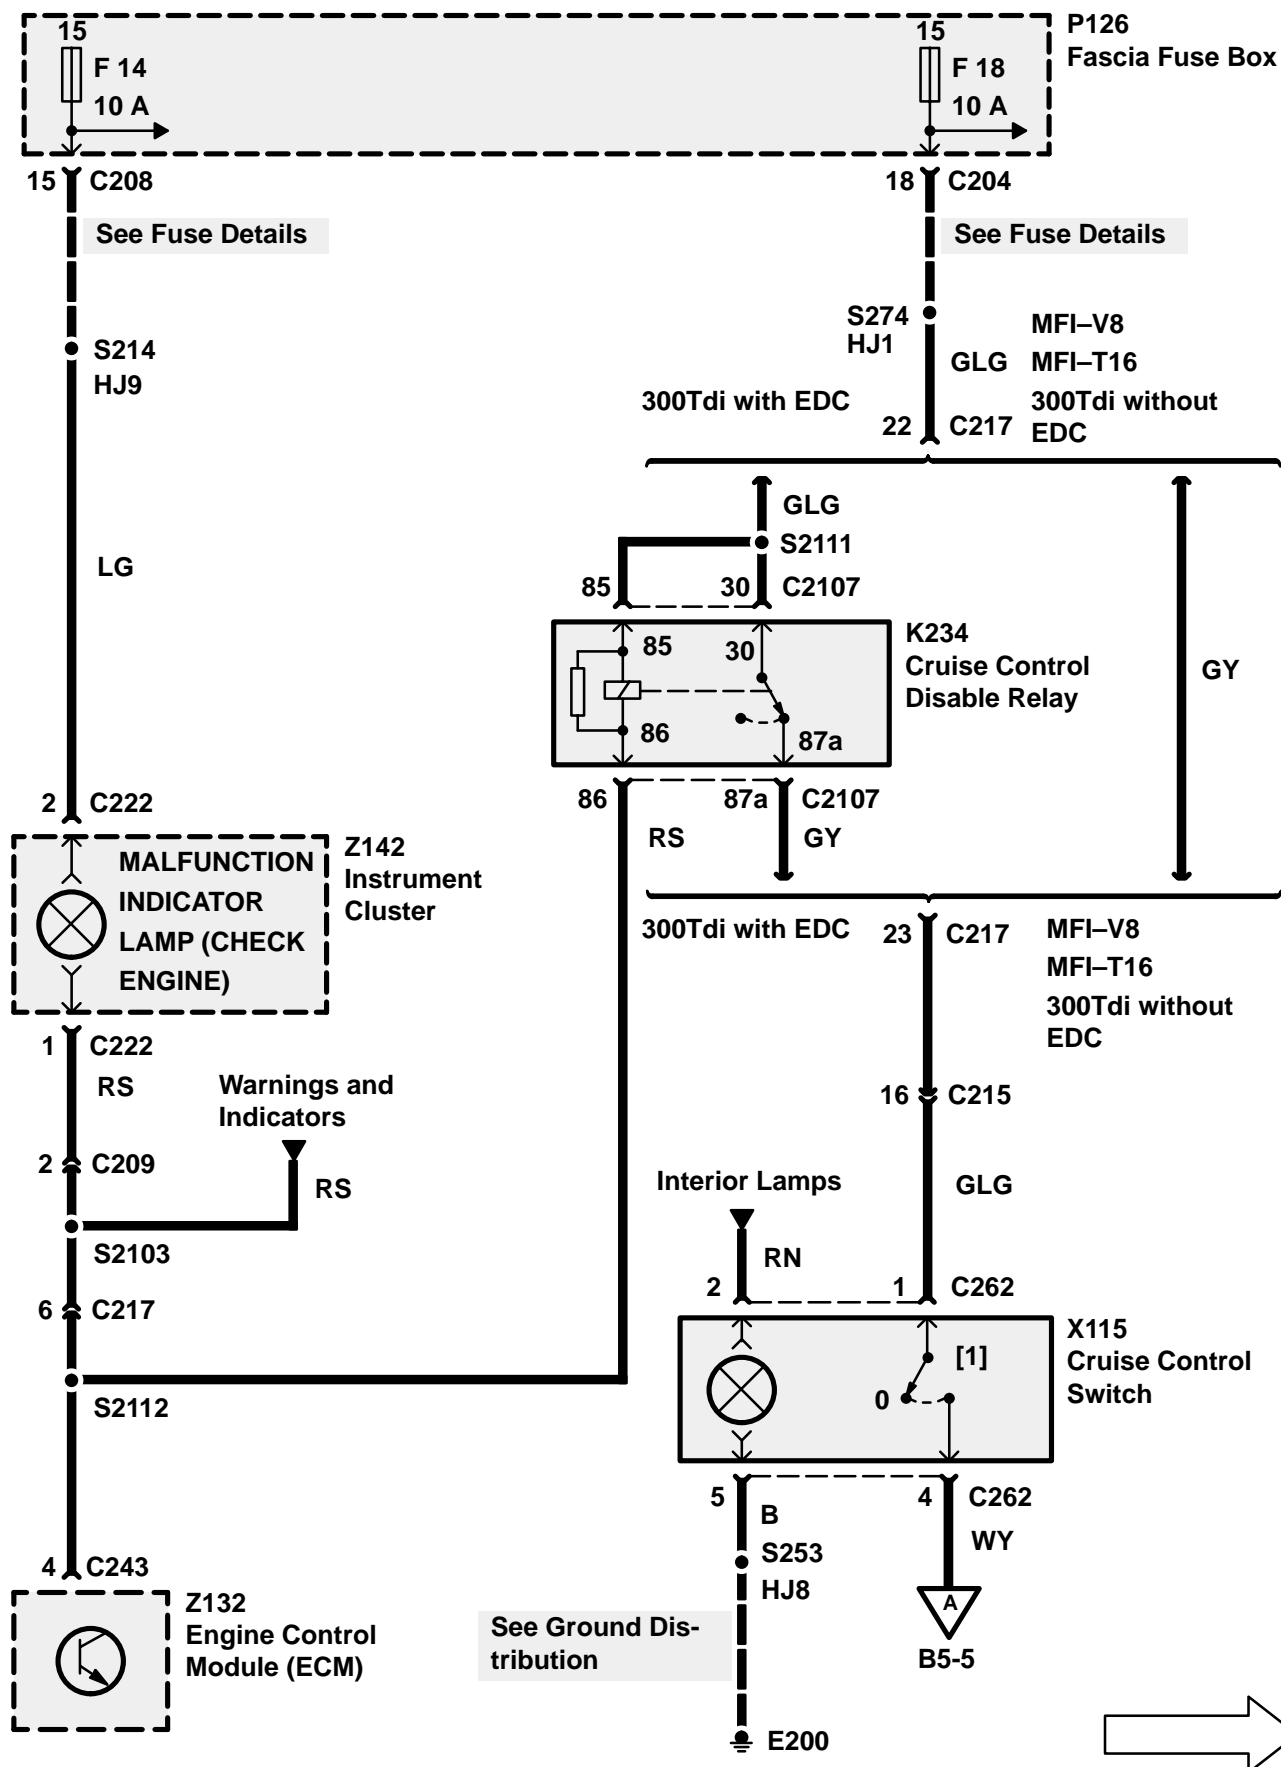 15
F 14
10 A
15
F 18
10 A
P126
Fascia Fuse Box
15
C208
18
C204
See Fuse Details
See Fuse Details
S214
HJ9
S274
HJ1
GLG
MFI–V8
MFI–T16
300Tdi without
EDC
300Tdi with EDC
22
C217
LG
GLG
S2111
85
30
C2107
85
30
86
87a
K234
Cruise Control
Disable Relay
GY
86
87a
C2107
RS
GY
2
C222
MALFUNCTION
INDICATOR
LAMP (CHECK
ENGINE)
Z142
Instrument
Cluster
300Tdi with EDC
23
C217
MFI–V8
MFI–T16
300Tdi without
EDC
1
C222
RS
Warnings and
Indicators
16
C215
2
C209
RS
Interior Lamps
GLG
S2103
RN
2
1
C262
6
C217
S2112
[1]
0
X115
Cruise Control
Switch
5
B
4
C262
WY
S253
HJ8
4
C243
Z132
Engine Control
Module (ECM)
See Ground Dis-
tribution
A
B5-5
E200